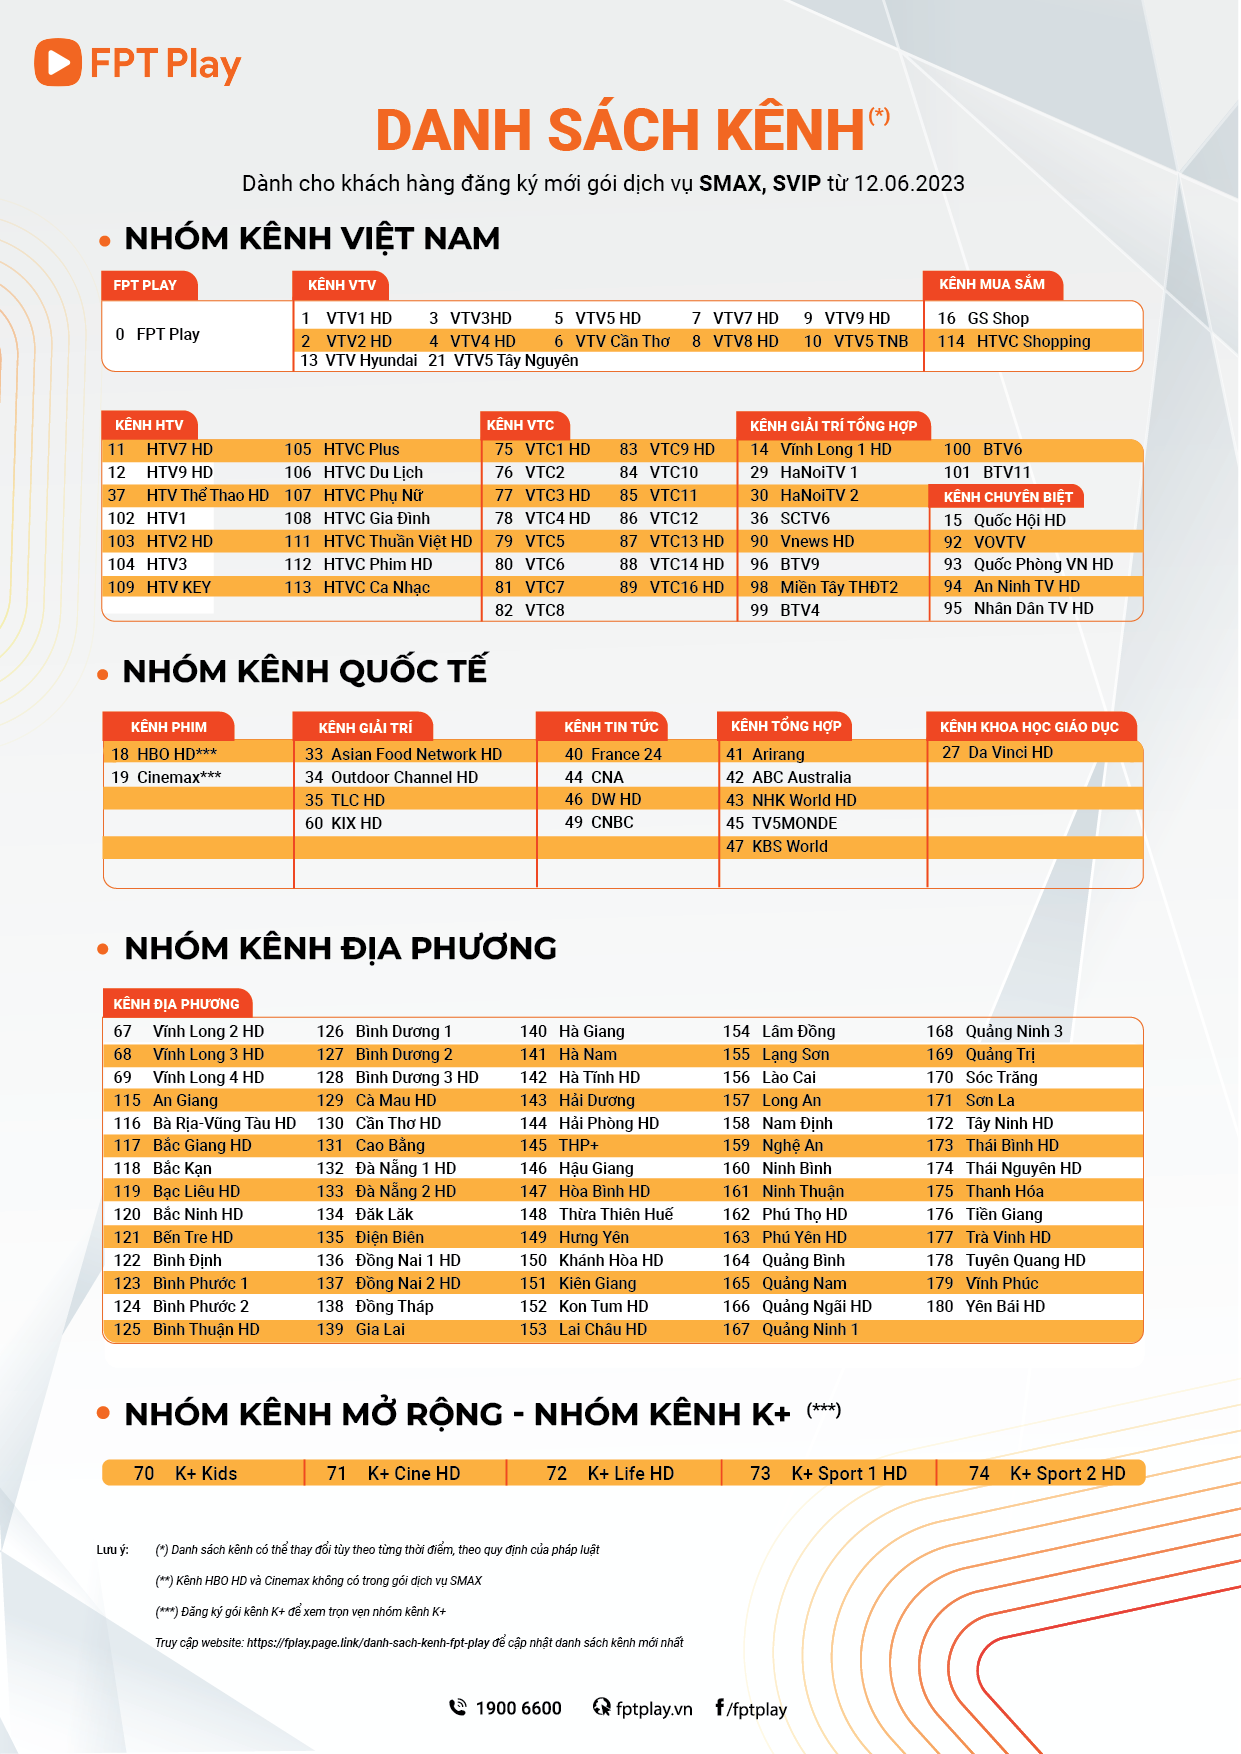 FPT Play
DANH SÁCH KÊNH(*)
Dành cho khách hàng đăng ký mới gói dịch vụ SMAX, SVIP từ 12.06.2023
NHÓM KÊNH VIỆT NAM
FPT PLAY
0 FPT Play
KÊNH VTV
1 VTV1 HD 3 VTV3HD 5 VTV5 HD 7 VTV7 HD 9 VTV9 HD
2 VTV2 HD 4 VTV4 HD 6 VTV Cần Thơ 8 VTV8 HD 10 VTV5 TNB
13 VTV Hyundai 21 VTV5 Tây Nguyên
KÊNH MUA SẮM
16 GS Shop
114 HTVC Shopping
KÊNH HTV
11 HTV7 HD 105 HTVC Plus
12 HTV9 HD 106 HTVC Du Lịch
37 HTV Thể Thao HD 107 HTVC Phụ Nữ
102 HTV1 108 HTVC Gia Đình
103 HTV2 HD 111 HTVC Thuần Việt HD
104 HTV3 112 HTVC Phim HD
109 HTV KEY 113 HTVC Ca Nhạc
KÊNH VTC
75 VTC1 HD 83 VTC9 HD
76 VTC2 84 VTC10
77 VTC3 HD 85 VTC11
78 VTC4 HD 86 VTC12
79 VTC5 87 VTC13 HD
80 VTC6 88 VTC14 HD
81 VTC7 89 VTC16 HD
82 VTC8
KÊNH GIẢI TRÍ TỔNG HỢP
14 Vĩnh Long 1 HD 100 BTV6
29 HaNoiTV 1 101 BTV11
30 HaNoiTV 2
36 SCTV6
90 Vnews HD
96 BTV9
98 Miền Tây THĐT2
99 BTV4
KÊNH CHUYÊN BIỆT
15 Quốc Hội HD
92 VOVTV
93 Quốc Phòng VN HD
94 An Ninh TV HD
95 Nhân Dân TV HD
NHÓM KÊNH QUỐC TẾ
KÊNH PHIM
18 HBO HD***
19 Cinemax***
KÊNH GIẢI TRÍ
33 Asian Food Network HD
34 Outdoor Channel HD
35 TLC HD
60 KIX HD
KÊNH TIN TỨC
40 France 24
44 CNA
46 DW HD
49 CNBC
KÊNH TỔNG HỢP
41 Arirang
42 ABC Australia
43 NHK World HD
45 TV5MONDE
47 KBS World
KÊNH KHOA HỌC GIÁO DỤC
27 Da Vinci HD
NHÓM KÊNH ĐỊA PHƯƠNG
KÊNH ĐỊA PHƯƠNG
67 Vĩnh Long 2 HD 126 Bình Dương 1 140 Hà Giang 154 Lâm Đồng 168 Quảng Ninh 3
68 Vĩnh Long 3 HD 127 Bình Dương 2 141 Hà Nam 155 Lạng Sơn 169 Quảng Trị
69 Vĩnh Long 4 HD 128 Bình Dương 3 HD 142 Hà Tĩnh HD 156 Lào Cai 170 Sóc Trăng
115 An Giang 129 Cà Mau HD 143 Hải Dương 157 Long An 171 Sơn La
116 Bà Rịa-Vũng Tàu HD 130 Cần Thơ HD 144 Hải Phòng HD 158 Nam Định 172 Tây Ninh HD
117 Bắc Giang HD 131 Cao Bằng 145 THP+ 159 Nghệ An 173 Thái Bình HD
118 Bắc Kạn 132 Đà Nẵng 1 HD 146 Hậu Giang 160 Ninh Bình 174 Thái Nguyên HD
119 Bạc Liêu HD 133 Đà Nẵng 2 HD 147 Hòa Bình HD 161 Ninh Thuận 175 Thanh Hóa
120 Bắc Ninh HD 134 Đăk Lăk 148 Thừa Thiên Huế 162 Phú Thọ HD 176 Tiền Giang
121 Bến Tre HD 135 Điện Biên 149 Hưng Yên 163 Phú Yên HD 177 Trà Vinh HD
122 Bình Định 136 Đồng Nai 1 HD 150 Khánh Hòa HD 164 Quảng Bình 178 Tuyên Quang HD
123 Bình Phước 1 137 Đồng Nai 2 HD 151 Kiên Giang 165 Quảng Nam 179 Vĩnh Phúc
124 Bình Phước 2 138 Đồng Tháp 152 Kon Tum HD 166 Quảng Ngãi HD 180 Yên Bái HD
125 Bình Thuận HD 139 Gia Lai 153 Lai Châu HD 167 Quảng Ninh 1
NHÓM KÊNH MỞ RỘNG - NHÓM KÊNH K+ (***)
70 K+ Kids 71 K+ Cine HD 72 K+ Life HD 73 K+ Sport 1 HD 74 K+ Sport 2 HD
Lưu ý: (*) Danh sách kênh có thể thay đổi tùy theo từng thời điểm, theo quy định của pháp luật
(**) Kênh HBO HD và Cinemax không có trong gói dịch vụ SMAX
(***) Đăng ký gói kênh K+ để xem trọn vẹn nhóm kênh K+
Truy cập website: https://fplay.page.link/danh-sach-kenh-fpt-play để cập nhật danh sách kênh mới nhất
1900 6600 fptplay.vn f/fptplay